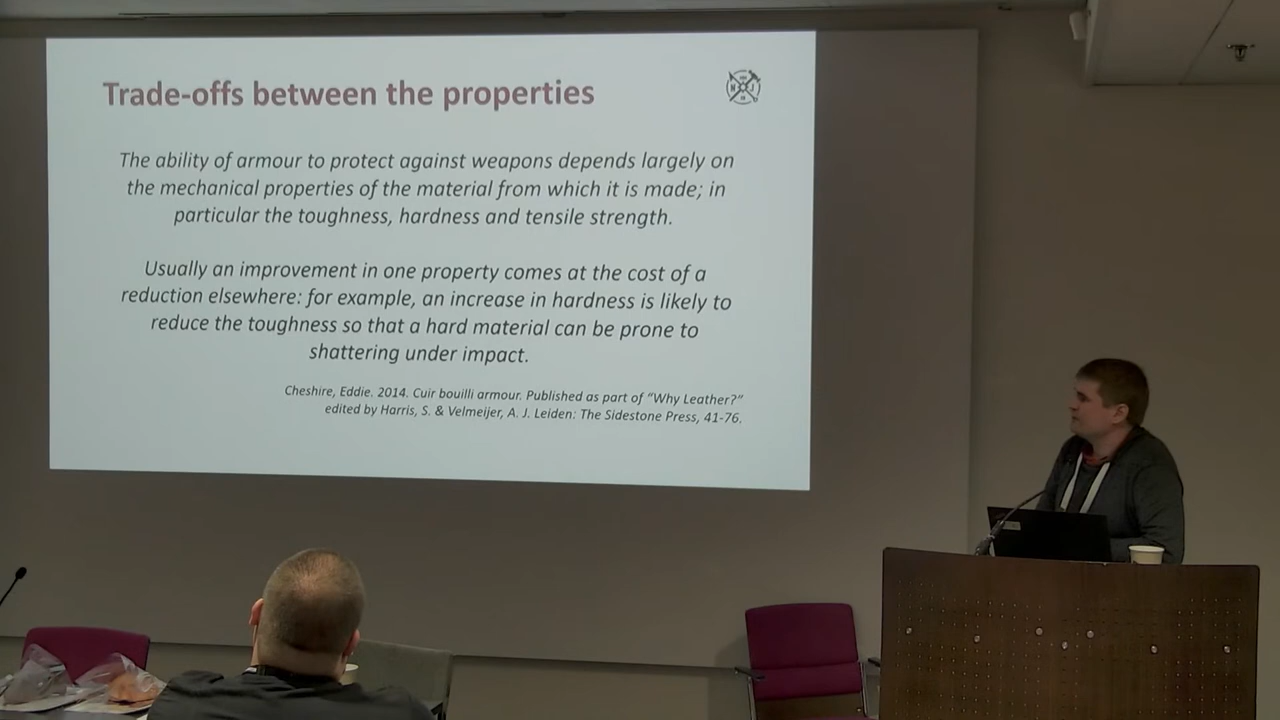 Trade-offs between the properties
The ability of armour to protect against weapons depends largely on
the mechanical properties of the material from which it is made; in
particular the toughness, hardness and tensile strength.
Usually an improvement in one property comes at the cost of a
reduction elsewhere: for example, an increase in hardness is likely to
reduce the toughness so that a hard material can be prone to
shattering under impact.
Cheshire, Eddie. 2014. Cuir bouilli armour. Published as part of "Why Leather?"
edited by Harris, S. & Velmeijer, A. J. Leiden: The Sidestone Press, 41-76.